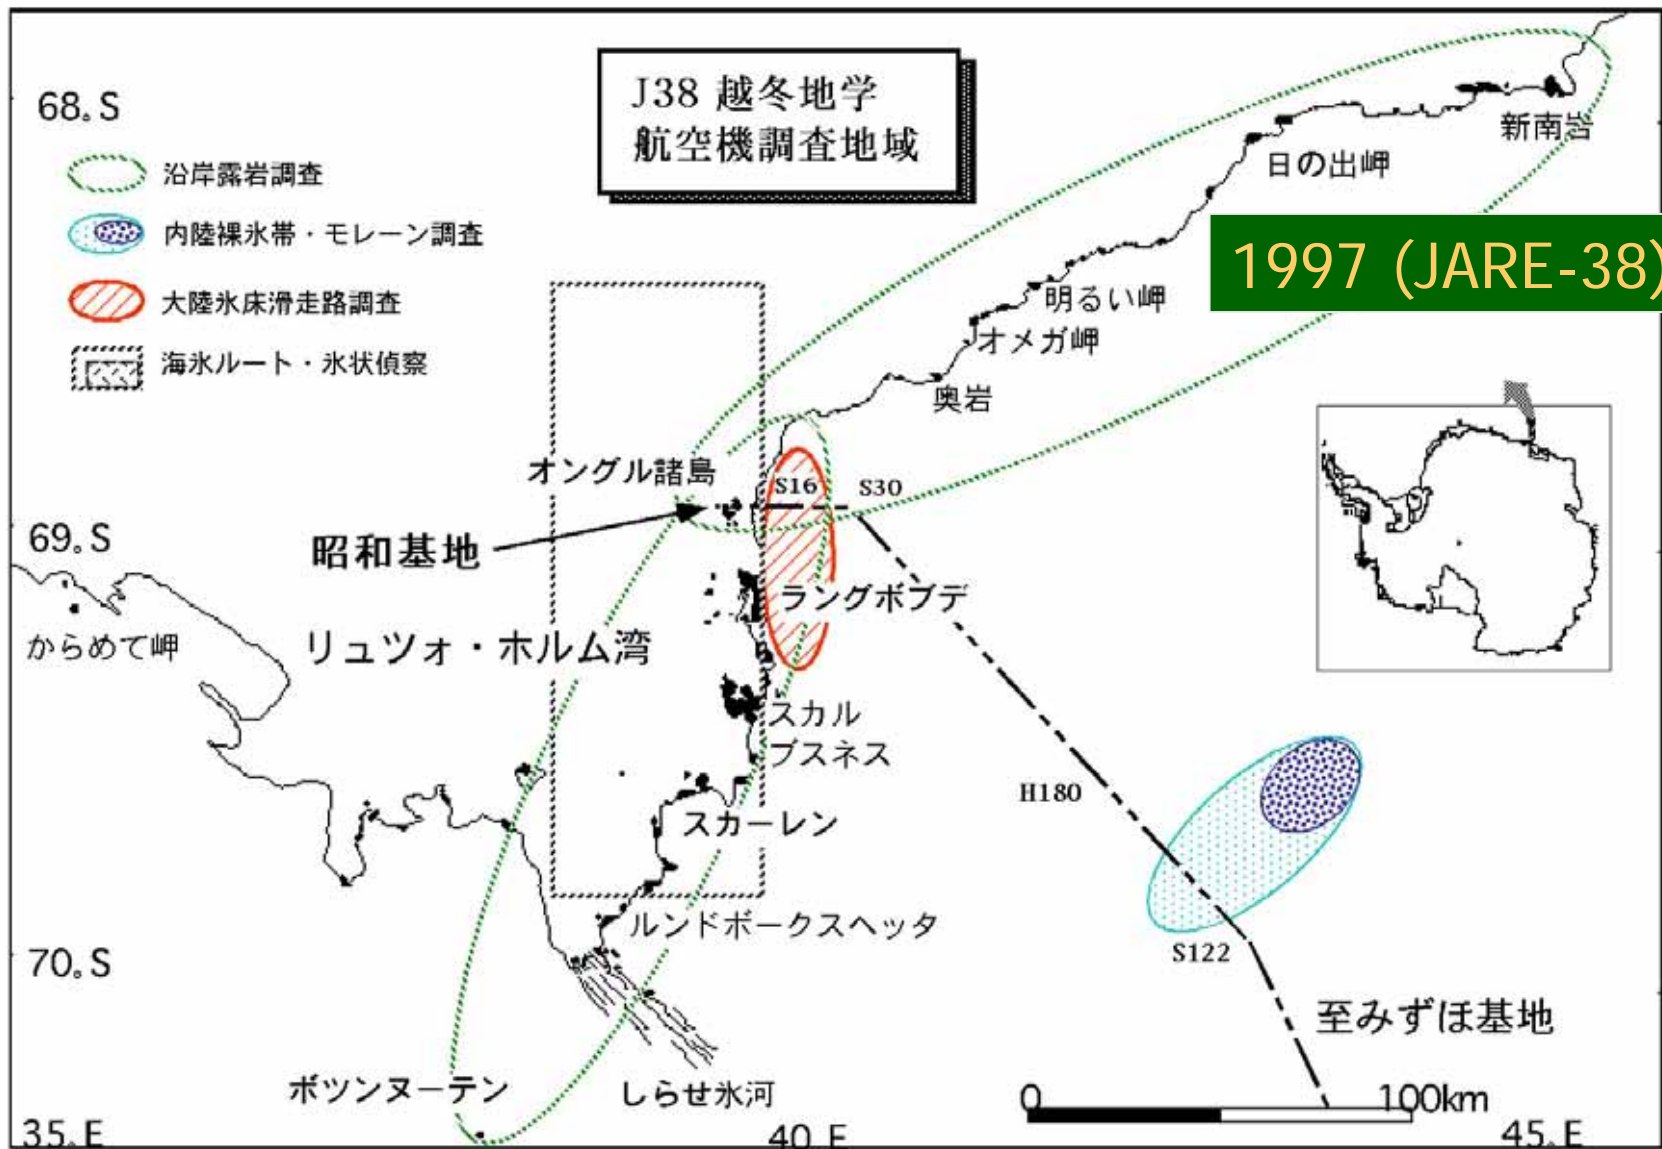 J38 越冬地学
航空機調査地域
68。S
沿岸露岩調査
内陸裸氷帯・モレーン調査
大陸氷床滑走路調査
海氷ルート・氷状偵察
新南岩
日の出岬
1997 (JARE-38)
明るい岬
オメガ岬
奥岩
オングル諸島
S16
S30
69。S
昭和基地
ラングボブデ
からめて岬
リュツォ・ホルム湾
スカル
ブスネス
H180
スカーレン
ルンドボークスヘッタ
S122
70。S
至みずほ基地
ボツンヌーテン
しらせ氷河
0
100km
35。E
40。E
45。E